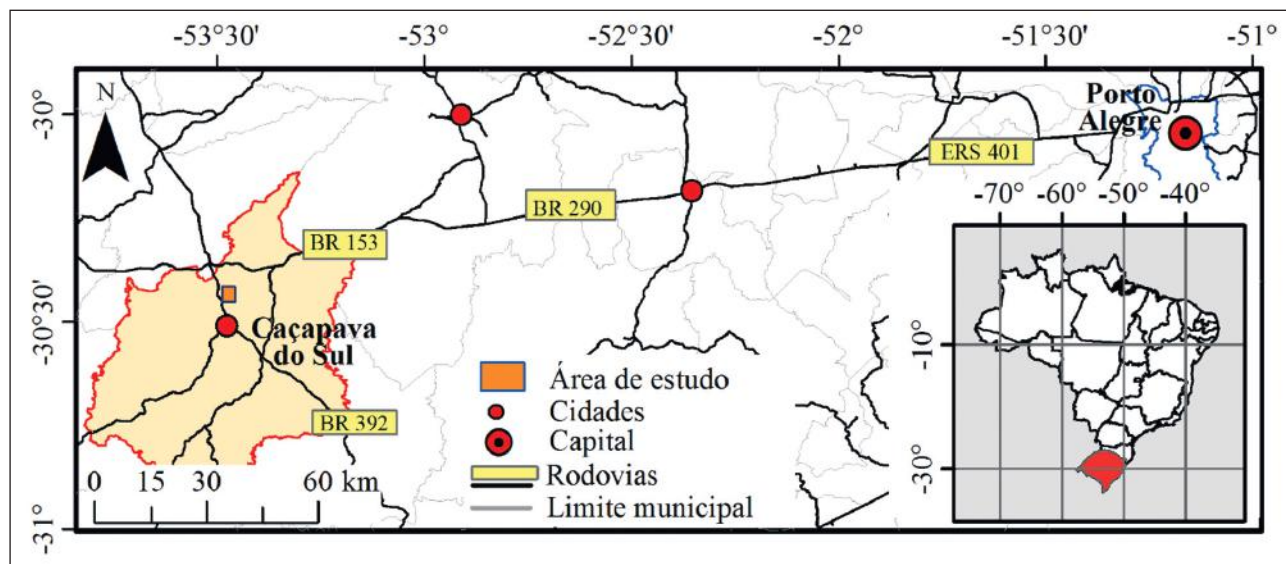 -53°30'
-53°
-52°30'
-52°
-51°30'
-51°
-30°
-30°30'
-31°
N
Porto
Alegre
ERS 401
BR 290
BR 153
Caçapava
do Sul
BR 392
0 15 30 60 km
Área de estudo
Cidades
Capital
Rodovias
Limite municipal
-70° -60° -50° -40°
-10°
-30°